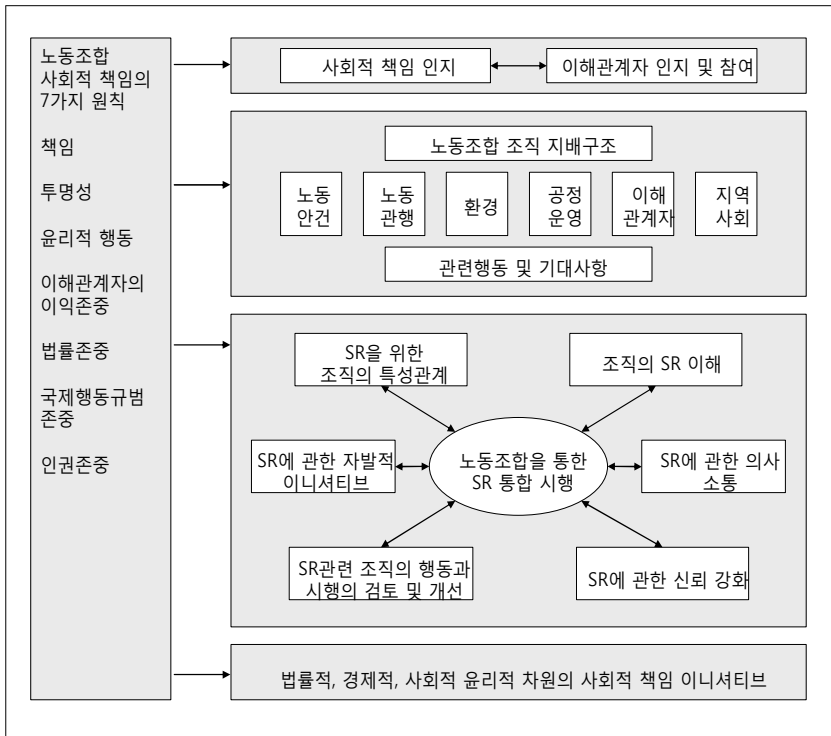 노동조합
사회적 책임의
7가지 원칙
책임
투명성
윤리적 행동
이해관계자의
이익존중
법률존중
국제행동규범
존중
인권존중
사회적 책임 인지
이해관계자 인지 및 참여
노동조합 조직 지배구조
노동
안건
노동
관행
환경
공정
운영
이해
관계자
지역
사회
관련행동 및 기대사항
SR을 위한
조직의 특성관계
조직의 SR 이해
SR에 관한 자발적
이니셔티브
노동조합을 통한
SR 통합 시행
SR에 관한 의사
소통
SR관련 조직의 행동과
시행의 검토 및 개선
SR에 관한 신뢰 강화
법률적, 경제적, 사회적 윤리적 차원의 사회적 책임 이니셔티브